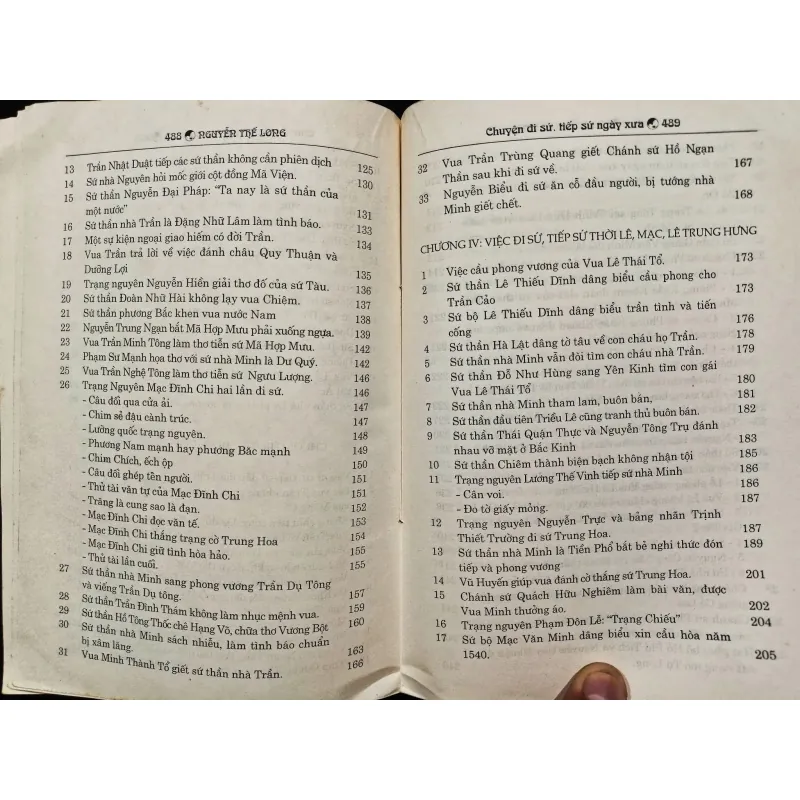 488 NGUYỄN THẾ LONG
13 Trần Nhật Duật tiếp các sứ thần không cần phiên dịch 125
14 Sứ nhà Nguyên hỏi mốc giới cột đồng Mã Viện. 130
15 Sứ thần Nguyễn Đại Pháp: "Ta nay là sứ thần của
một nước" 131
16 Sứ thần nhà Trần là Đặng Nhữ Lâm làm tình báo. 133
17 Một sự kiện ngoại giao hiếm có đời Trần. 134
18 Vua Trần trả lời về việc đánh châu Quy Thuận và
Dưỡng Lợi 135
19 Trạng nguyên Nguyễn Hiền giải thơ đố của sứ Tàu. 136
20 Sứ thần Đoàn Nhữ Hài không lạy vua Chiêm. 137
21 Sứ thần phương Bắc khen vua nước Nam 138
22 Nguyễn Trung Ngạn bắt Mã Hợp Mưu phải xuống ngựa. 139
23 Vua Trần Minh Tông làm thơ tiễn sứ Mã Hợp Mưu. 142
24 Phạm Sư Mạnh họa thơ với sứ nhà Minh là Dư Quý. 142
25 Vua Trần Nghệ Tông làm thơ tiễn sứ Ngưu Lượng. 146
26 Trạng Nguyên Mạc Đĩnh Chi hai lần đi sứ. 146
- Câu đối qua cửa ải. 147
- Chim sẻ đậu cành trúc. 147
- Lưỡng quốc trạng nguyên. 148
- Phương Nam mạnh hay phương Bắc mạnh 149
- Chim Chích, ếch ộp 150
- Câu đối ghép tên người. 151
- Thử tài văn tự của Mạc Đĩnh Chi 151
- Trăng là cung sao là đạn. 152
- Mạc Đĩnh Chi đọc văn tế. 153
- Mạc Đĩnh Chi thắng trạng cờ Trung Hoa 154
- Mạc Đĩnh Chi giữ tình hòa hảo. 155
- Thử tài lần cuối. 155
27 Sứ thần nhà Minh sang phong vương Trần Dụ Tông
và viếng Trần Dụ tông. 157
28 Sứ thần Trần Đình Thám không làm nhục mệnh vua. 159
29 Sứ thần Hồ Tông Thốc chê Hạng Võ, chữa thơ Vương Bột 160
30 Sứ thần nhà Minh sách nhiễu, làm tình báo chuẩn
bị xâm lăng. 163
31 Vua Minh Thành Tổ giết sứ thần nhà Trần. 166
Chuyện đi sứ, tiếp sứ ngày xưa 489
32 Vua Trần Trùng Quang giết Chánh sứ Hồ Ngạn
Thần sau khi đi sứ về. 167
33 Nguyễn Biểu đi sứ ăn cỗ đầu người, bị tướng nhà
Minh giết chết. 168
CHƯƠNG IV: VIỆC ĐI SỨ, TIẾP SỨ THỜI LÊ, MẠC, LÊ TRUNG HƯNG
1 Việc cầu phong vương của Vua Lê Thái Tổ. 173
2 Sứ thần Lê Thiếu Dĩnh dâng biểu cầu phong cho
Trần Cảo 173
3 Sứ bộ Lê Thiếu Dĩnh dâng biểu trần tình và tiến
cống 176
4 Sứ thần Hà Lật dâng tờ tâu về con cháu họ Trần. 178
5 Sứ thần nhà Minh vẫn đòi tìm con cháu nhà Trần. 179
6 Sứ thần Đỗ Như Hùng sang Yên Kinh tìm con gái
Vua Lê Thái Tổ 180
7 Sứ thần nhà Minh tham lam, buôn bán, 181
8 Sứ thần đầu tiên Triều Lê cũng tranh thủ buôn bán. 182
9 Sứ thần Thái Quận Thực và Nguyễn Tông Trụ đánh
nhau vỡ mặt ở Bắc Kinh 183
10 Sứ thần Chiêm thành biện bạch không nhận tội 185
11 Trạng nguyên Lương Thế Vinh tiếp sứ nhà Minh 186
- Cân voi. 186
- Đo tờ giấy mỏng. 187
12 Trạng nguyên Nguyễn Trực và bảng nhãn Trịnh
Thiết Trường đi sứ Trung Hoa. 187
13 Sứ thần nhà Minh là Tiền Phổ bắt bẻ nghi thức đón
tiếp và phong vương 189
14 Vũ Huyến giúp vua đánh cờ thắng sứ Trung Hoa. 201
15 Chánh sứ Quách Hữu Nghiêm làm bài văn, được
Vua Minh thưởng áo. 202
16 Trạng nguyên Phạm Đôn Lễ: "Trạng Chiếu" 204
17 Sứ bộ Mạc Văn Minh dâng biểu xin cầu hòa năm
1540. 205